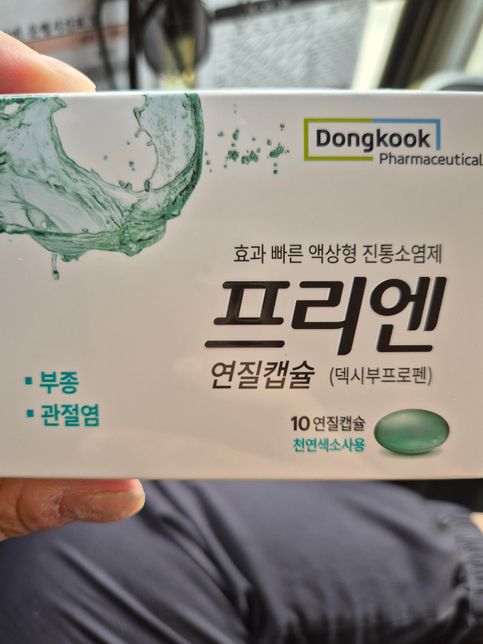 Dongkook
Pharmaceutical
효과 빠른 액상형 진통소염제
프리엔
연질캡슐 (덱시부프로펜)
• 부종
• 관절염
10 연질캡슐
천연색소사용